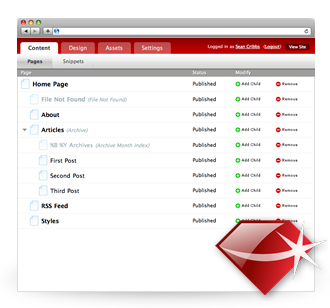 Content Design Assets Settings Logged in as Sean Cribbs (Logout) View Site
Pages Snippets
Page Status Modify
Home Page Published Add Child Remove
File Not Found (File Not Found) Published Add Child Remove
About Published Add Child Remove
Articles (Archive) Published Add Child Remove
%B %Y Archives (Archive Month Index) Published Add Child Remove
First Post Published Add Child Remove
Second Post Published Add Child Remove
Third Post Published Add Child Remove
RSS Feed Published Add Child Remove
Styles Published Add Child Remove